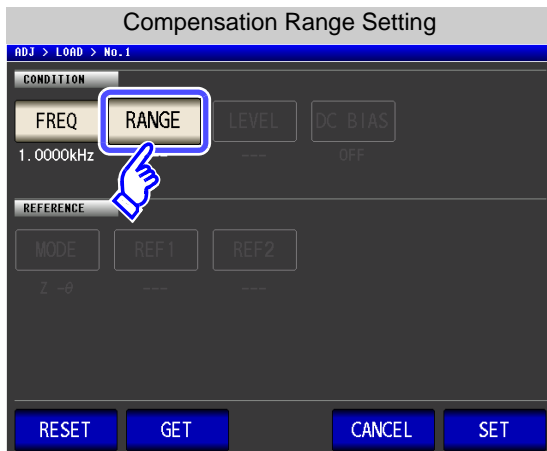 Compensation Range Setting
ADJ > LOAD > No.1
CONDITION
FREQ RANGE LEVEL DC BIAS
1.0000kHz --- OFF
REFERENCE
MODE REF1 REF2
Z -θ --- ---
RESET GET CANCEL SET